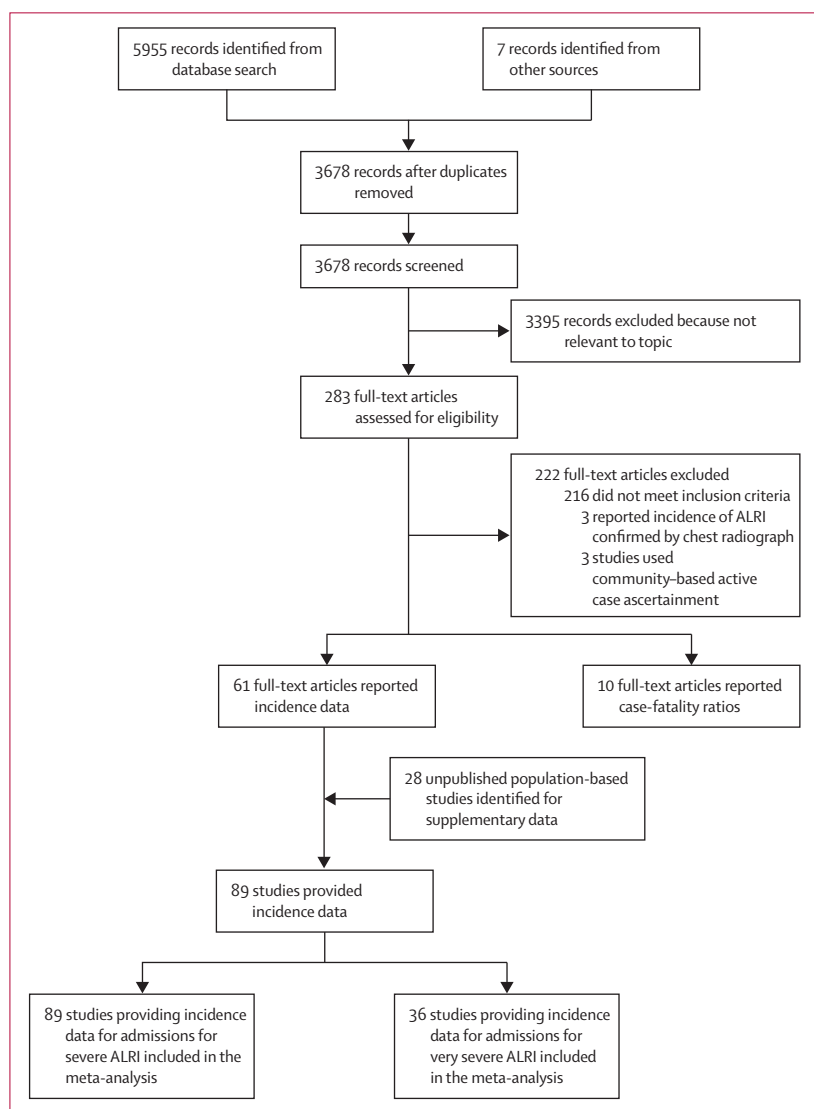 5955 records identified from
database search
7 records identified from
other sources
3678 records after duplicates
removed
3678 records screened
3395 records excluded because not
relevant to topic
283 full-text articles
assessed for eligibility
222 full-text articles excluded
216 did not meet inclusion criteria
3 reported incidence of ALRI
confirmed by chest radiograph
3 studies used
community–based active
case ascertainment
61 full-text articles reported
incidence data
10 full-text articles reported
case-fatality ratios
28 unpublished population-based
studies identified for
supplementary data
89 studies provided
incidence data
89 studies providing incidence
data for admissions for
severe ALRI included in the
meta-analysis
36 studies providing incidence
data for admissions for
very severe ALRI included
in the meta-analysis